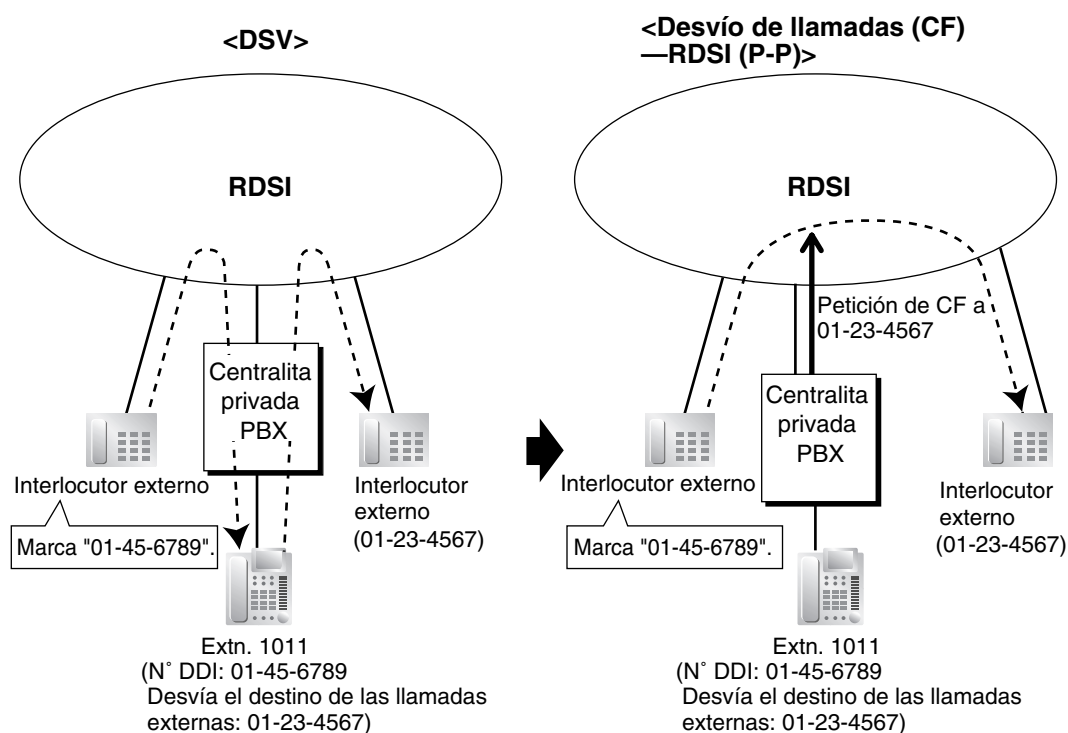 <DSV>
RDSI
Centralita
privada
PBX
Interlocutor externo
Marca "01-45-6789".
Interlocutor
externo
(01-23-4567)
Extn. 1011
(N° DDI: 01-45-6789
Desvía el destino de las llamadas
externas: 01-23-4567)
<Desvío de llamadas (CF)
—RDSI (P-P)>
RDSI
Petición de CF a
01-23-4567
Centralita
privada
PBX
Interlocutor externo
Marca "01-45-6789".
Interlocutor
externo
(01-23-4567)
Extn. 1011
(N° DDI: 01-45-6789
Desvía el destino de las llamadas
externas: 01-23-4567)